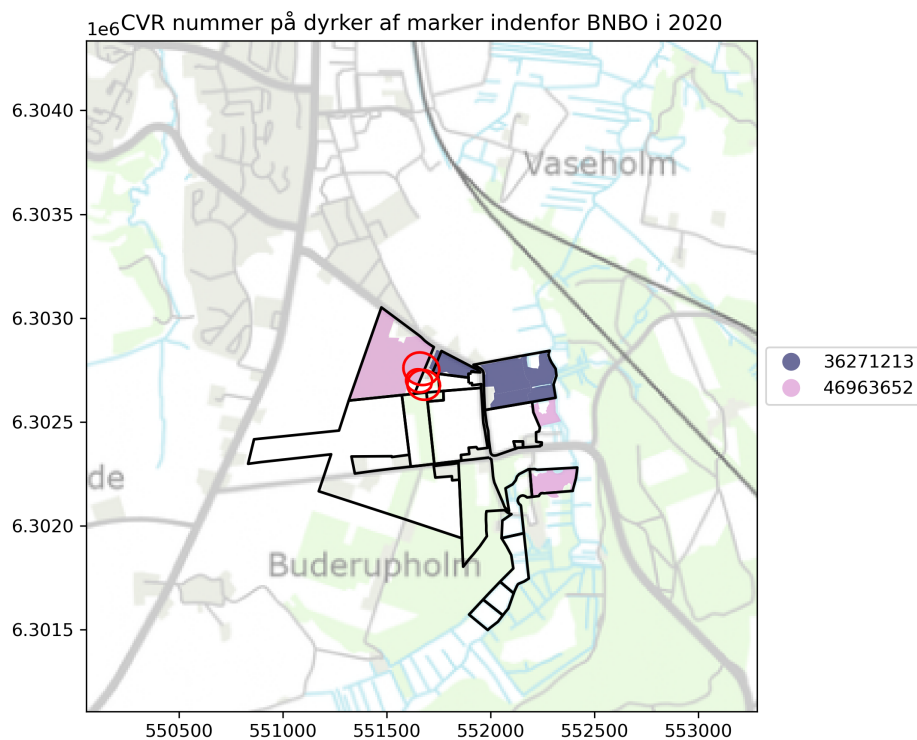 CVR nummer på dyrker af marker indenfor BNBO i 2020
1e6
6.3040
6.3035
6.3030
6.3025
6.3020
6.3015
Vaseholm
de
Buderupholm
36271213
46963652
550500 551000 551500 552000 552500 553000